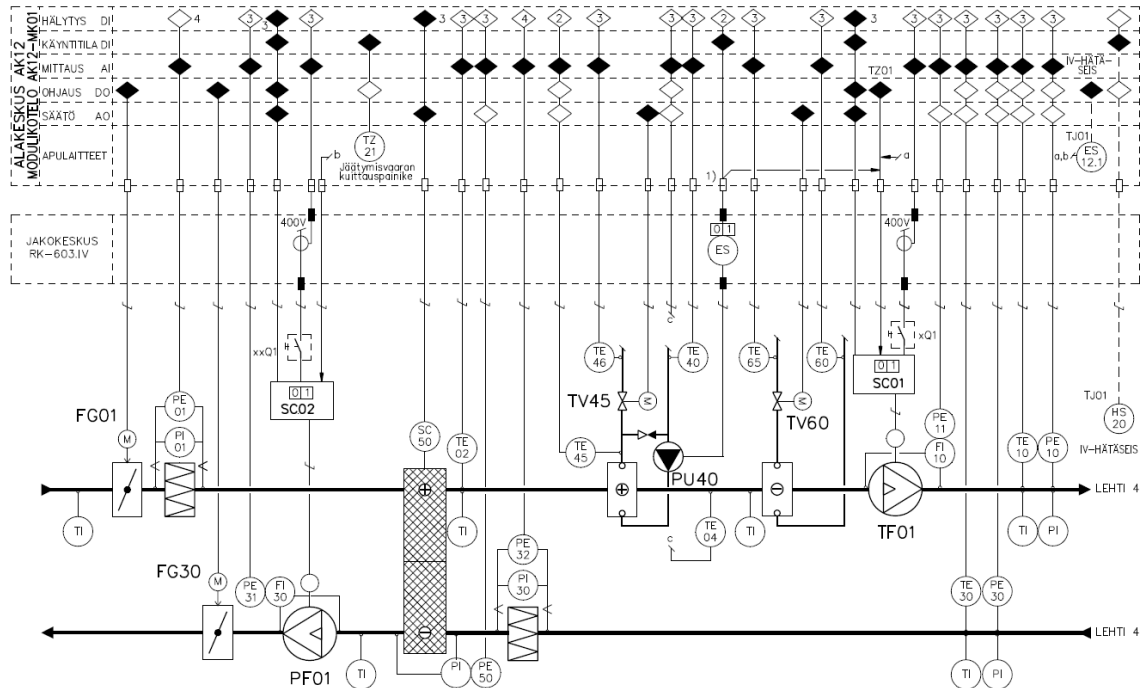 ALAKESKUS AK12
MODULIKOTELO AK12-MK01
HÄLYTYS DI
4 3 3 3 3 3 3 4 2 3 3 3 2 3 3 3 3 3 3 3 3 3
KÄYNTITILA DI
MITTAUS AI
TZ01
IV-HÄTÄ-
SEIS
OHJAUS DO
SÄÄTÖ AO
APULAITTEET
b
TZ
21
Jäätymisvaaran
kuittauspainike
1)
a
TJ01
a,b
ES
12.1
JAKOKESKUS
RK-603.IV
400V
0 1
ES
400V
c
xxQ1
xQ1
TE
46
TE
40
TE
65
TE
60
0 1
SC02
0 1
SC01
FG01
M
PE
01
PI
01
SC
50
TE
02
TV45
M
TV60
M
PE
11
FI
10
TJ01
HS
20
IV-HÄTÄSEIS
TE
45
PU40
TE
10
PE
10
LEHTI 4
TI
TI
TE
04
TI
TF01
TI
PI
c
FG30
M
PE
31
FI
30
PE
32
PI
30
TE
30
PE
30
LEHTI 4
PF01
TI
PI
PE
50
TI
PI